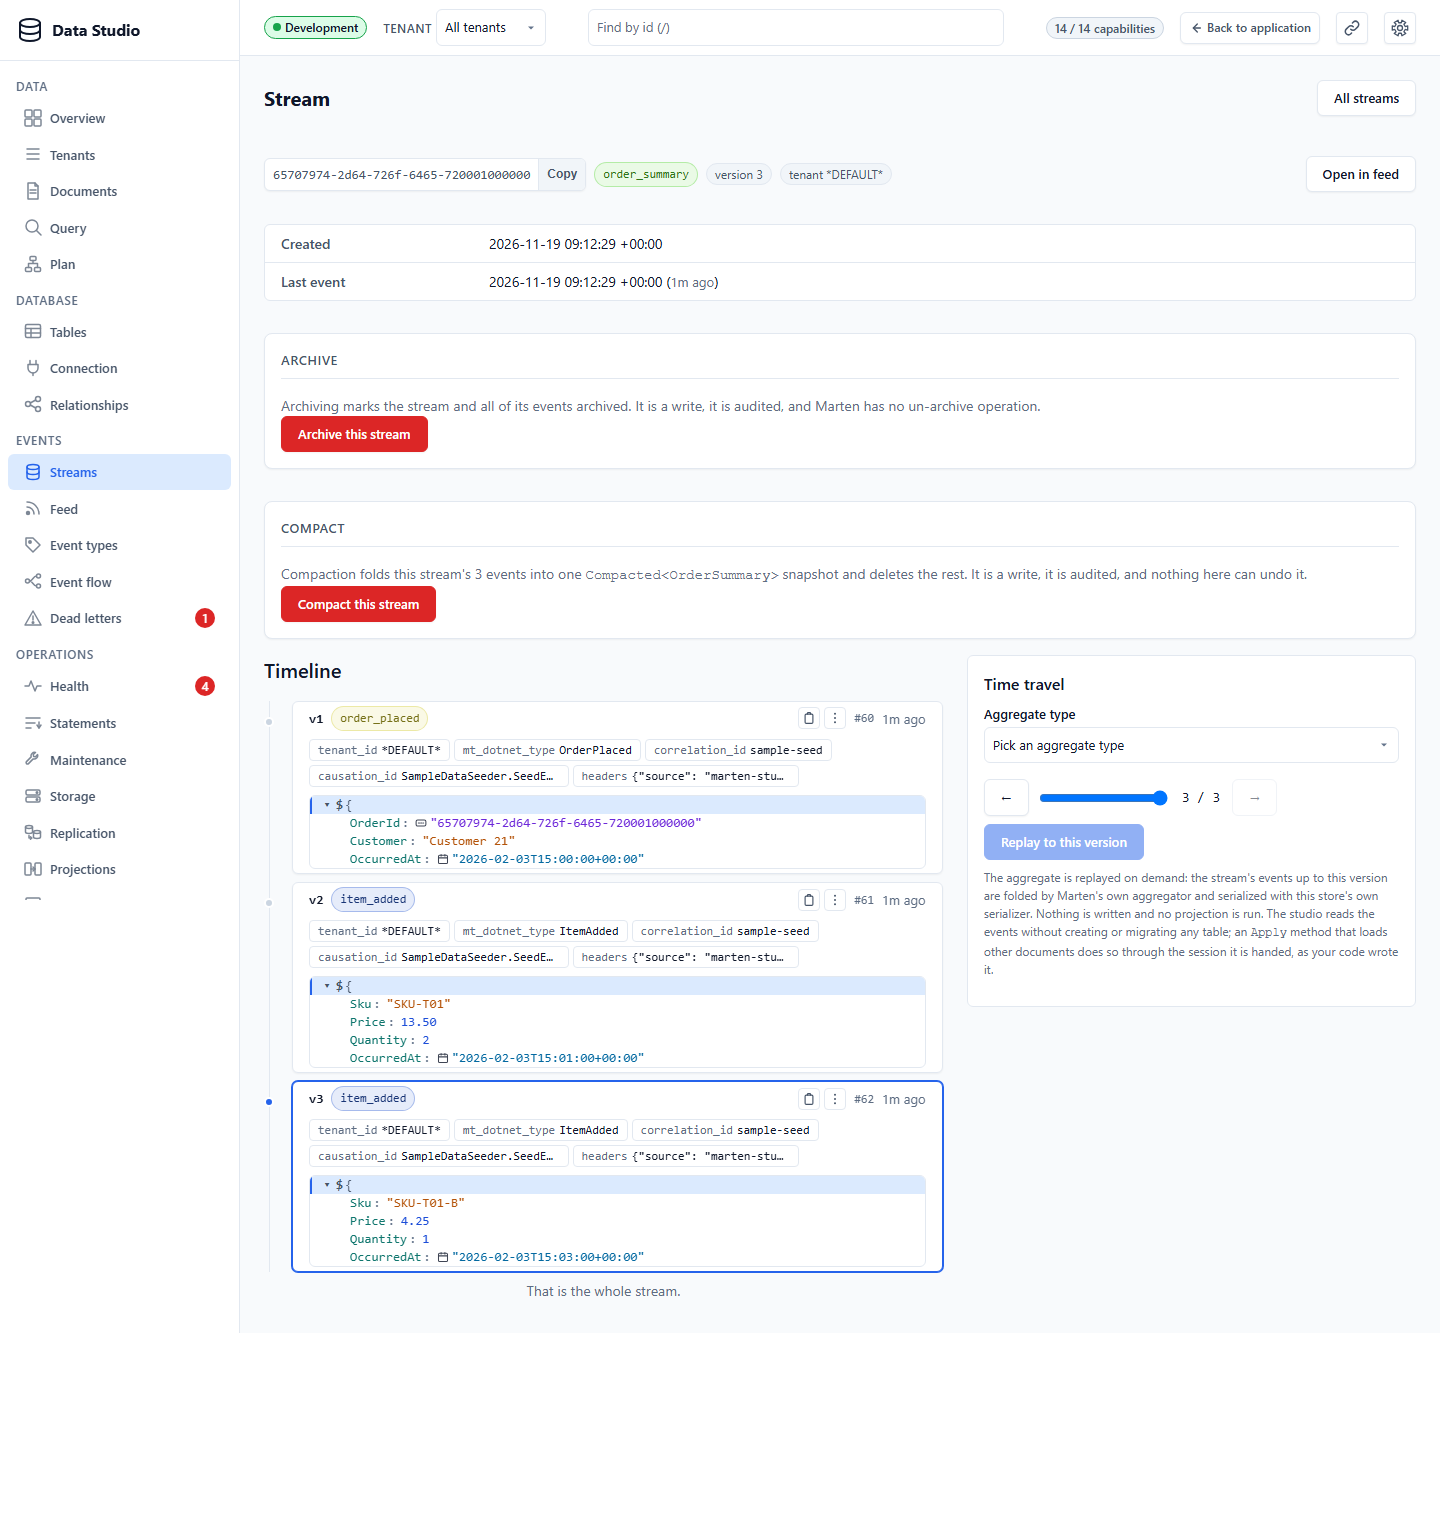 Data Studio
Development
TENANT
All tenants
Find by id (/)
14 / 14 capabilities
← Back to application
DATA
Overview
Tenants
Documents
Query
Plan
DATABASE
Tables
Connection
Relationships
EVENTS
Streams
Feed
Event types
Event flow
Dead letters 1
OPERATIONS
Health 4
Statements
Maintenance
Storage
Replication
Projections
Stream
All streams
65707974-2d64-726f-6465-720001000000 Copy order_summary version 3 tenant *DEFAULT*
Open in feed
Created 2026-11-19 09:12:29 +00:00
Last event 2026-11-19 09:12:29 +00:00 (1m ago)
ARCHIVE
Archiving marks the stream and all of its events archived. It is a write, it is audited, and Marten has no un-archive operation.
Archive this stream
COMPACT
Compaction folds this stream's 3 events into one Compacted<OrderSummary> snapshot and deletes the rest. It is a write, it is audited, and nothing here can undo it.
Compact this stream
Timeline
v1 order_placed #60 1m ago
tenant_id *DEFAULT* mt_dotnet_type OrderPlaced correlation_id sample-seed
causation_id SampleDataSeeder.SeedE… headers {"source": "marten-stu…
$ {
OrderId: "65707974-2d64-726f-6465-720001000000"
Customer: "Customer 21"
OccurredAt: "2026-02-03T15:00:00+00:00"
v2 item_added #61 1m ago
tenant_id *DEFAULT* mt_dotnet_type ItemAdded correlation_id sample-seed
causation_id SampleDataSeeder.SeedE… headers {"source": "marten-stu…
$ {
Sku: "SKU-T01"
Price: 13.50
Quantity: 2
OccurredAt: "2026-02-03T15:01:00+00:00"
v3 item_added #62 1m ago
tenant_id *DEFAULT* mt_dotnet_type ItemAdded correlation_id sample-seed
causation_id SampleDataSeeder.SeedE… headers {"source": "marten-stu…
$ {
Sku: "SKU-T01-B"
Price: 4.25
Quantity: 1
OccurredAt: "2026-02-03T15:03:00+00:00"
That is the whole stream.
Time travel
Aggregate type
Pick an aggregate type
← 3 / 3 →
Replay to this version
The aggregate is replayed on demand: the stream's events up to this version
are folded by Marten's own aggregator and serialized with this store's own
serializer. Nothing is written and no projection is run. The studio reads the
events without creating or migrating any table; an Apply method that loads
other documents does so through the session it is handed, as your code wrote
it.